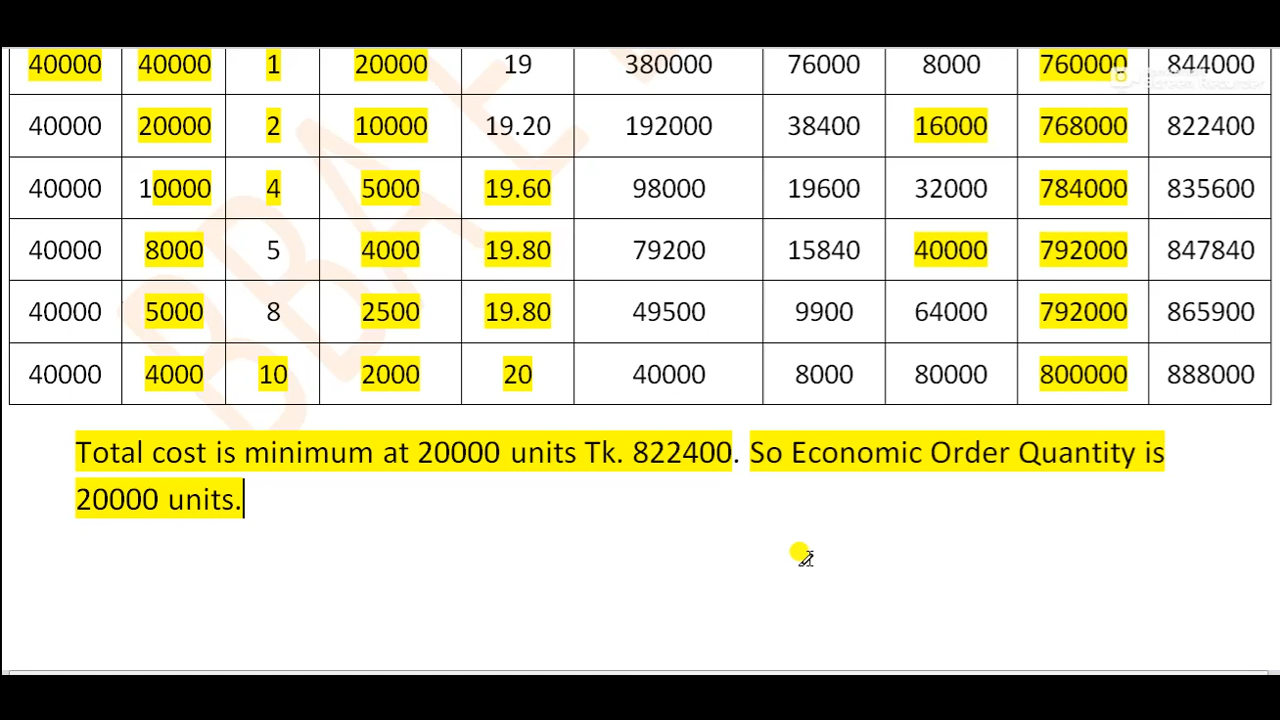 40000 40000 1 20000 19 380000 76000 8000 760000 844000
40000 20000 2 10000 19.20 192000 38400 16000 768000 822400
40000 10000 4 5000 19.60 98000 19600 32000 784000 835600
40000 8000 5 4000 19.80 79200 15840 40000 792000 847840
40000 5000 8 2500 19.80 49500 9900 64000 792000 865900
40000 4000 10 2000 20 40000 8000 80000 800000 888000
Total cost is minimum at 20000 units Tk. 822400. So Economic Order Quantity is
20000 units.